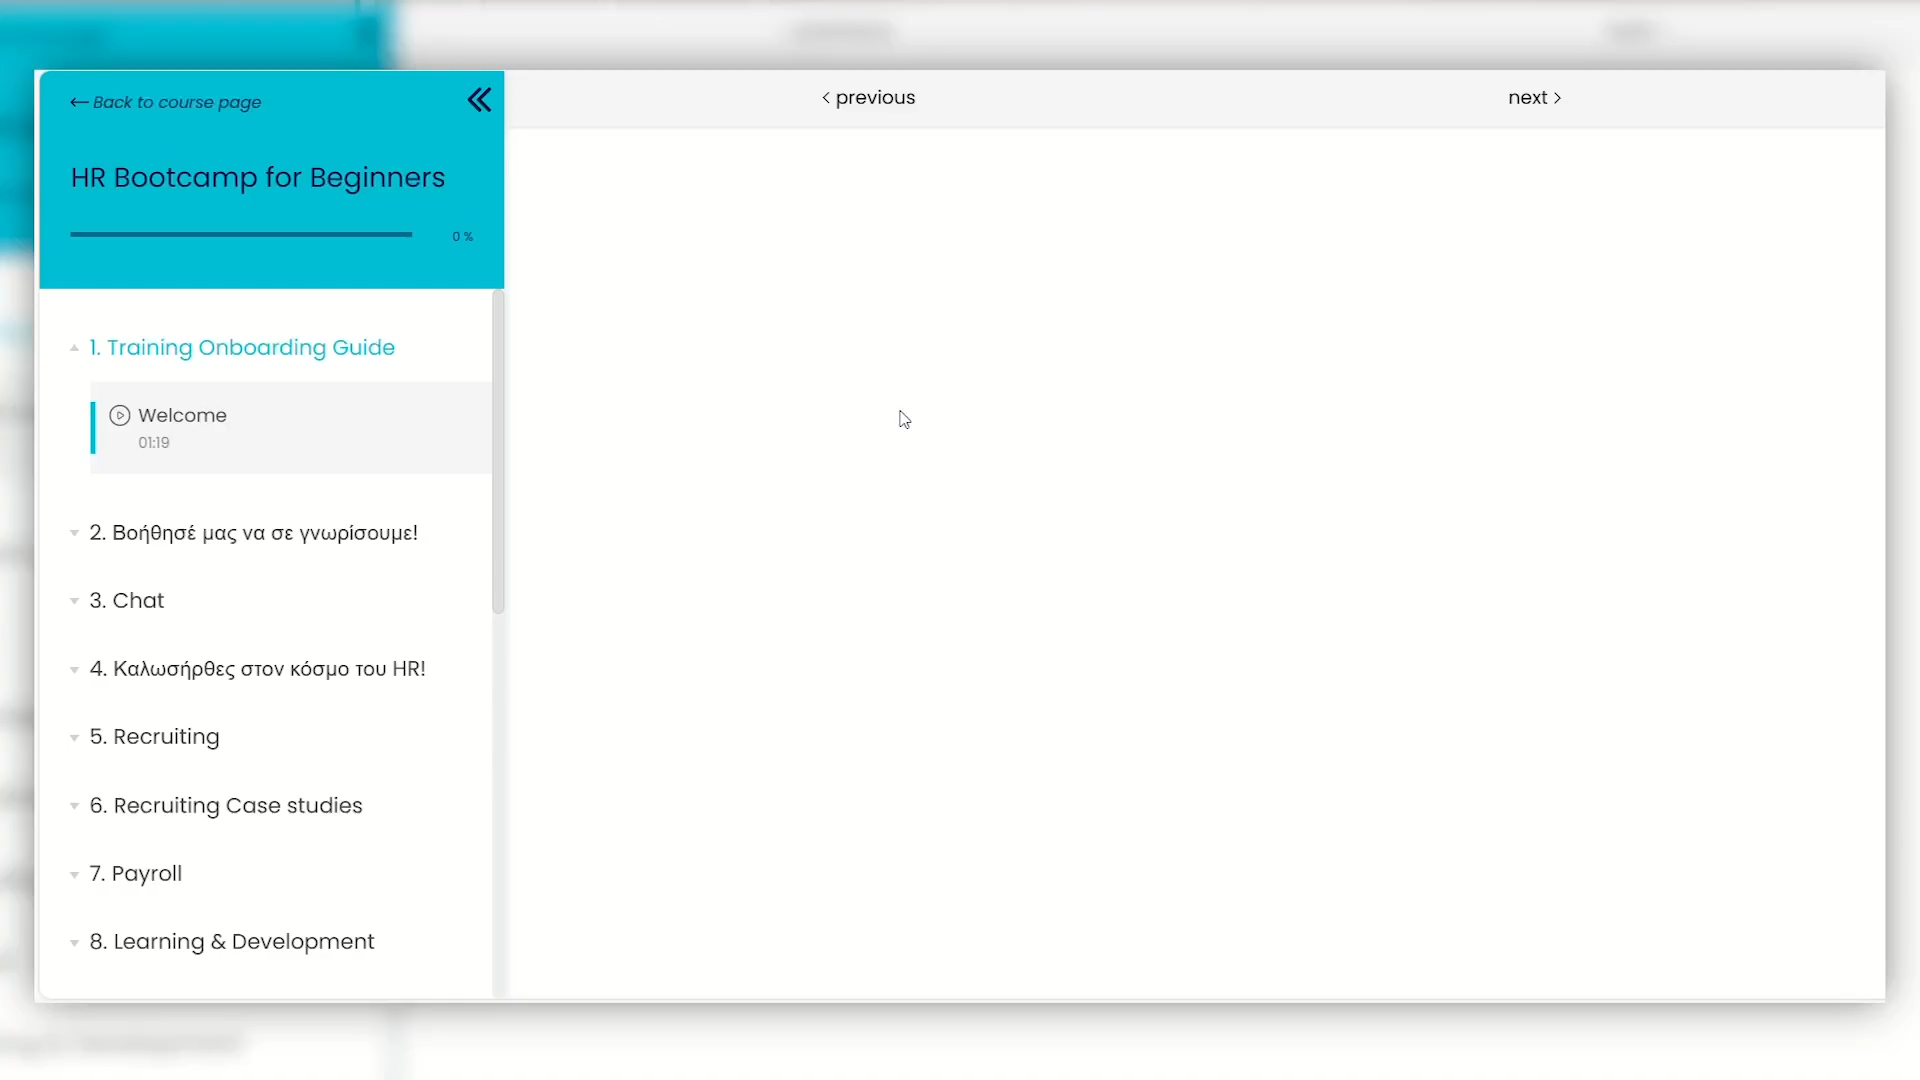 Back to course page
HR Bootcamp for Beginners
0 %
1. Training Onboarding Guide
Welcome
01:19
2. Βοήθησέ μας να σε γνωρίσουμε!
3. Chat
4. Καλωσήρθες στον κόσμο του HR!
5. Recruiting
6. Recruiting Case studies
7. Payroll
8. Learning & Development
previous
next